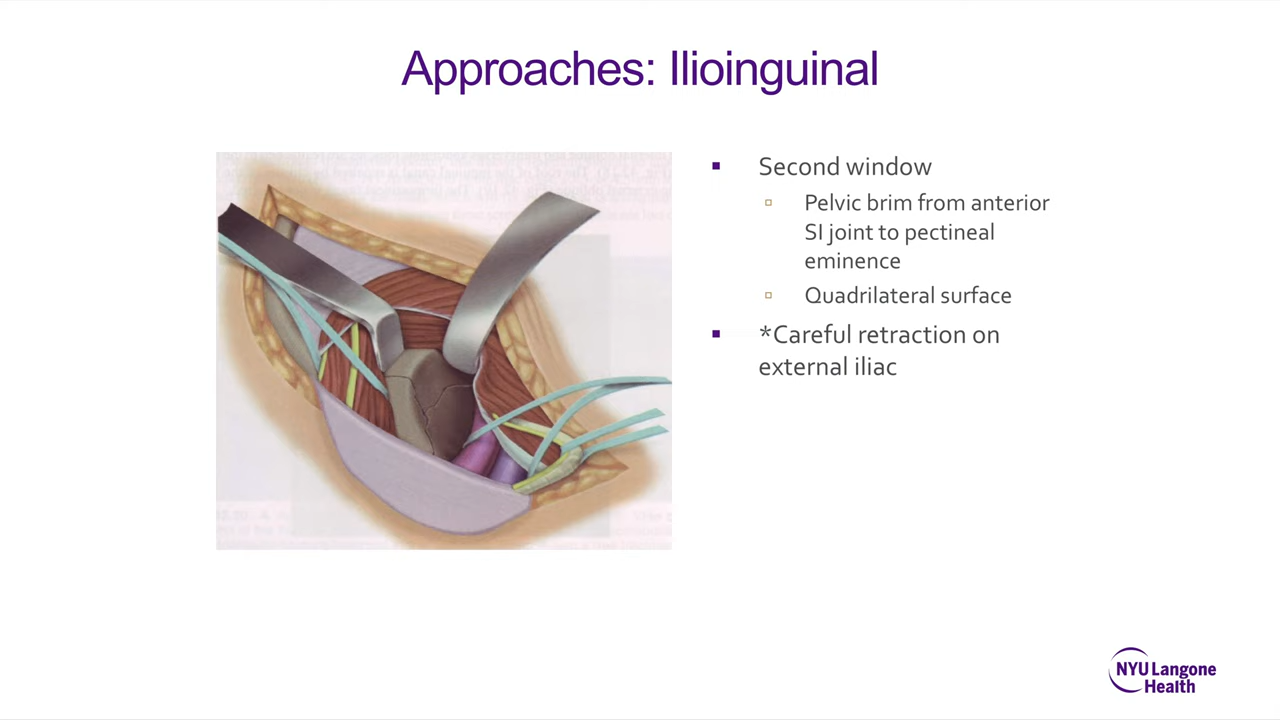 Approaches: Ilioinguinal
▪ Second window
▫ Pelvic brim from anterior
SI joint to pectineal
eminence
▫ Quadrilateral surface
▪ *Careful retraction on
external iliac
NYU Langone
Health